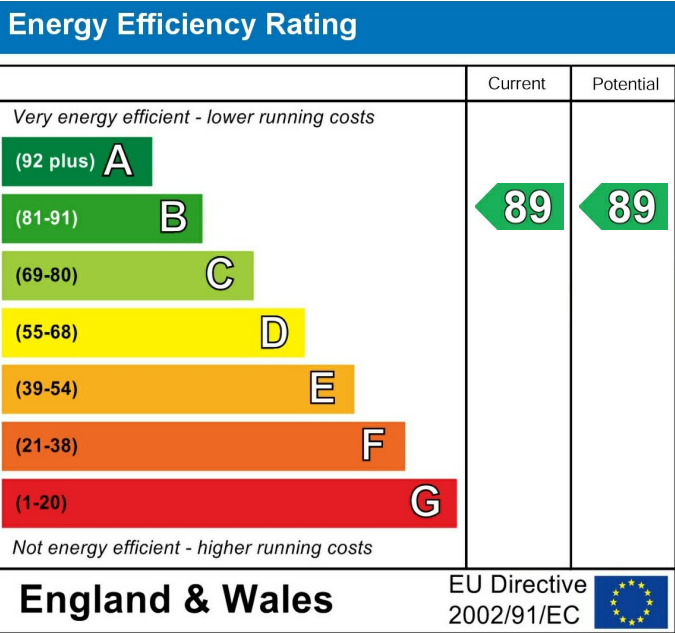 Energy Efficiency Rating
Current Potential
Very energy efficient - lower running costs
(92 plus) A
(81-91) B
89 89
(69-80) C
(55-68) D
(39-54) E
(21-38) F
(1-20) G
Not energy efficient - higher running costs
England & Wales
EU Directive
2002/91/EC